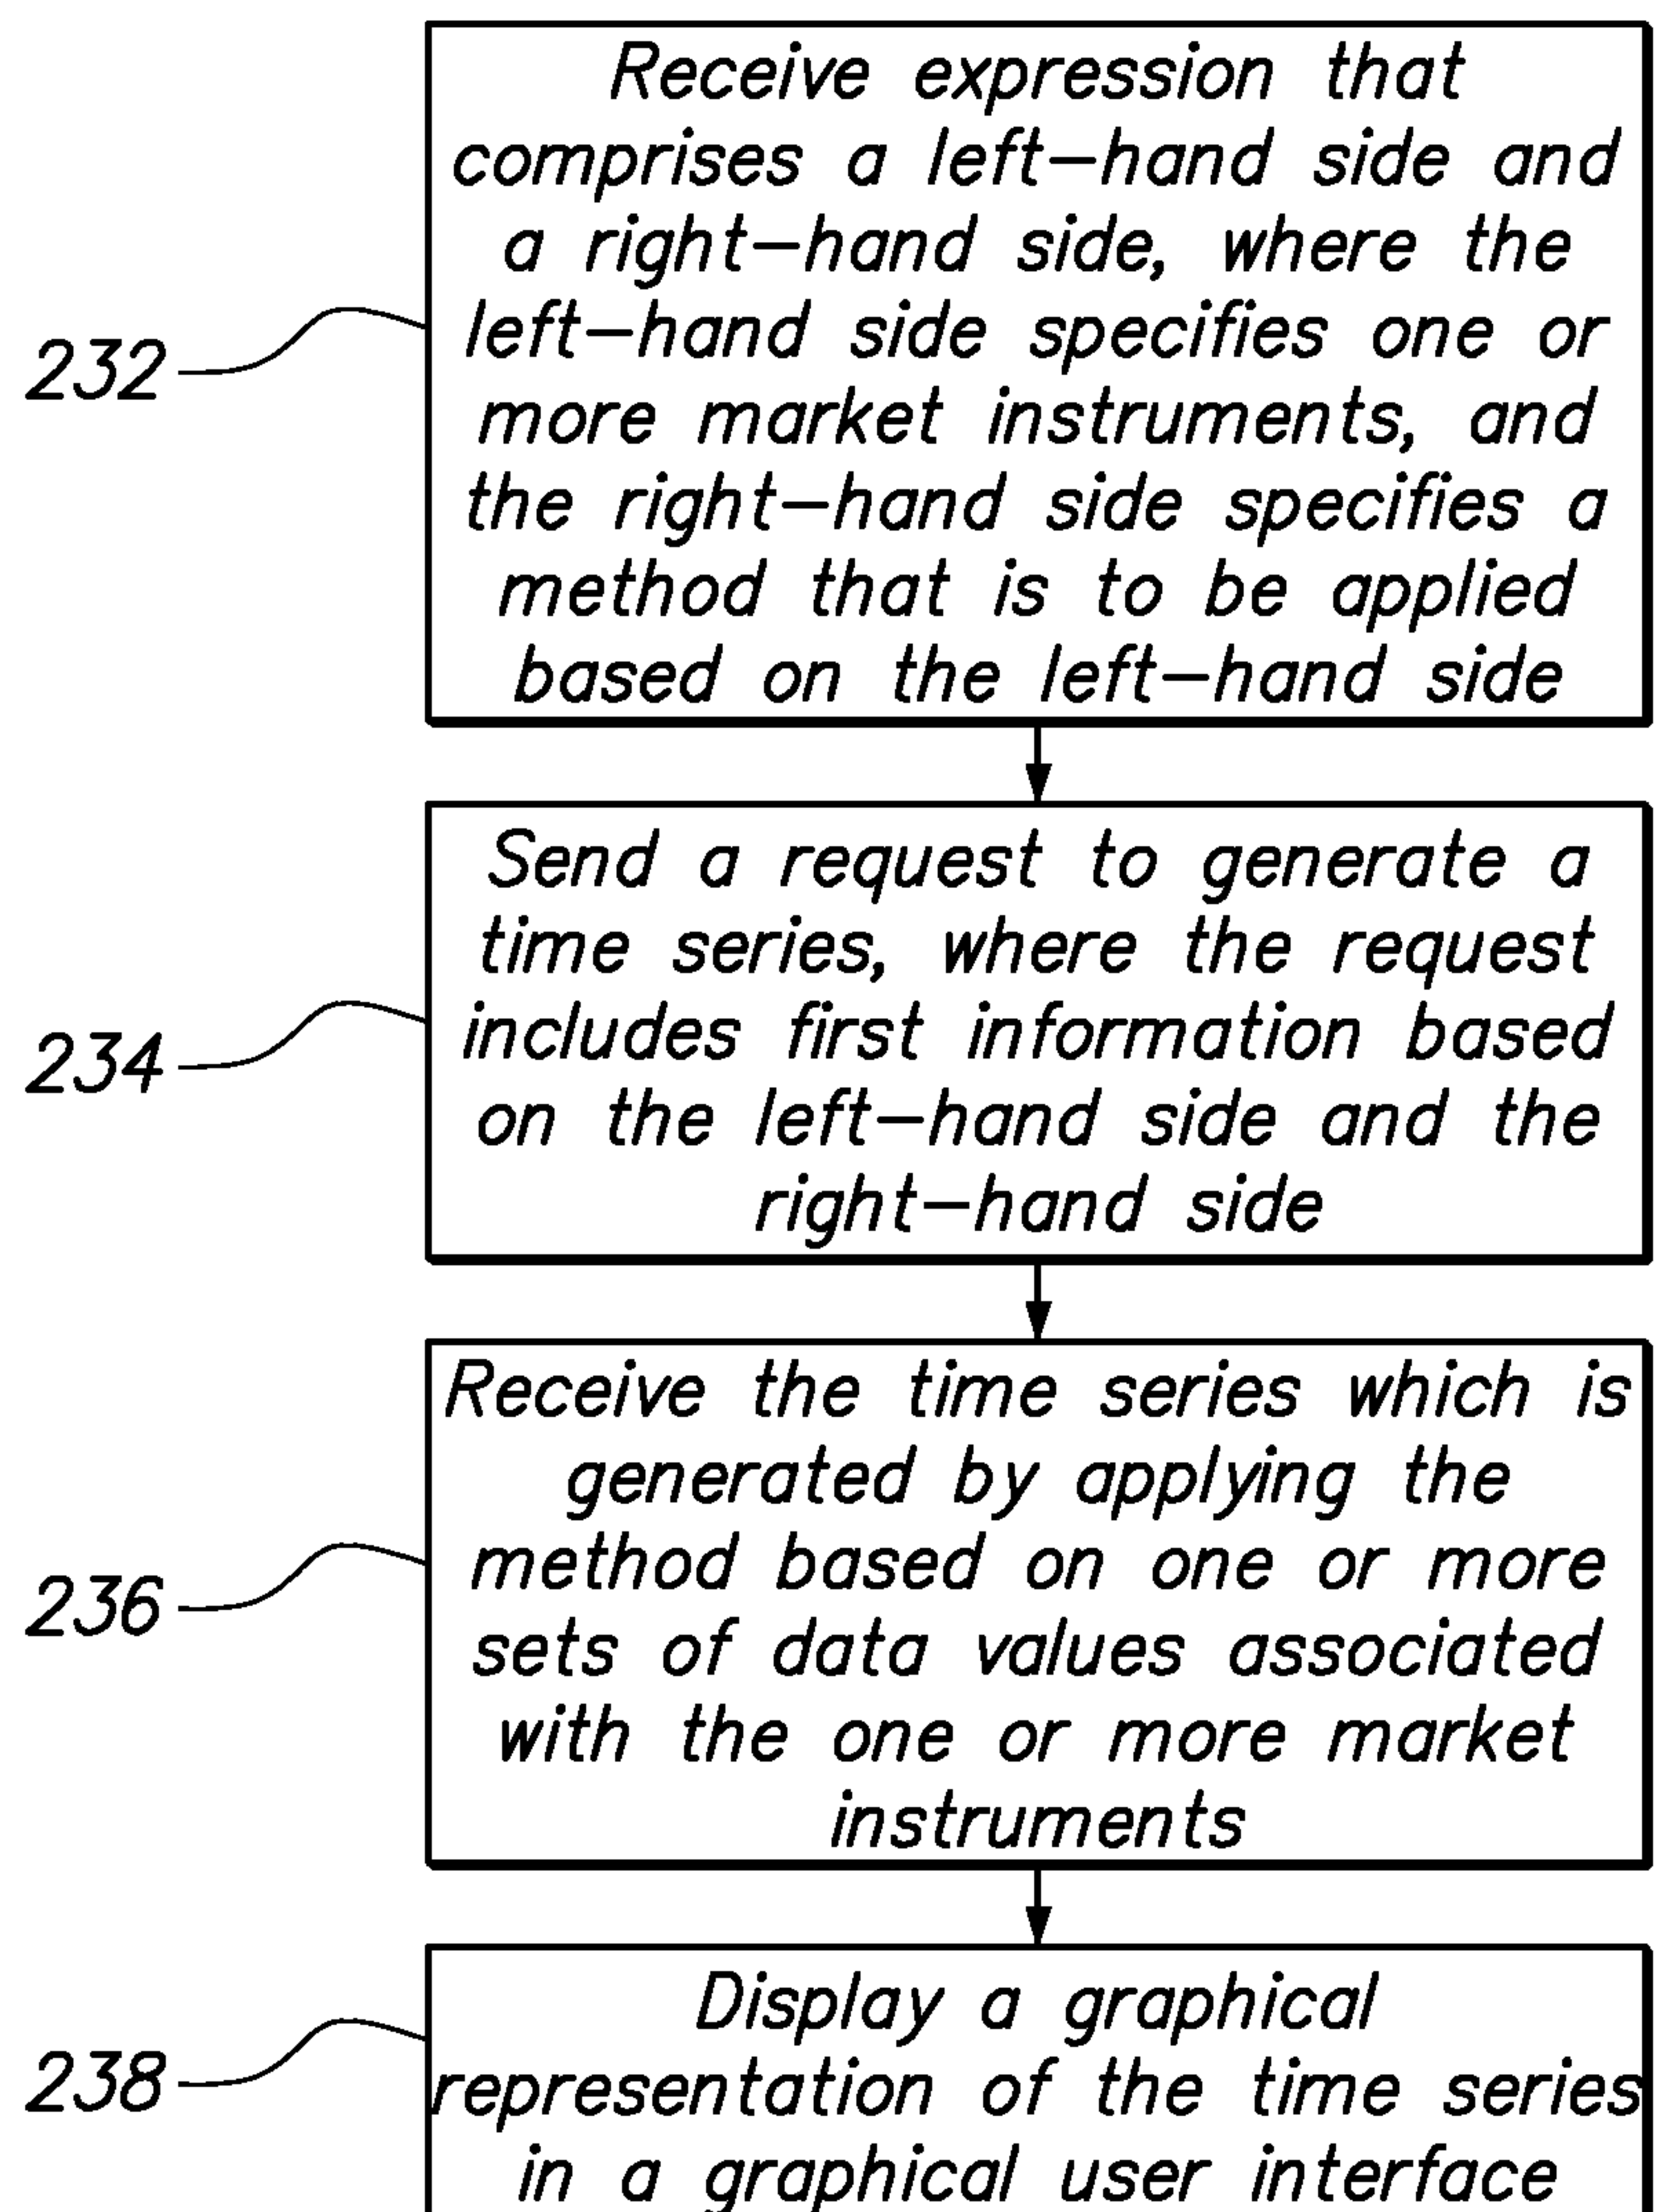 Receive expression that
comprises a left-hand side and
a right-hand side, where the
left-hand side specifies one or
more market instruments, and
the right-hand side specifies a
method that is to be applied
based on the left-hand side
232
Send a request to generate a
time series, where the request
includes first information based
on the left-hand side and the
right-hand side
234
Receive the time series which is
generated by applying the
method based on one or more
sets of data values associated
with the one or more market
instruments
236
Display a graphical
representation of the time series
in a graphical user interface
238